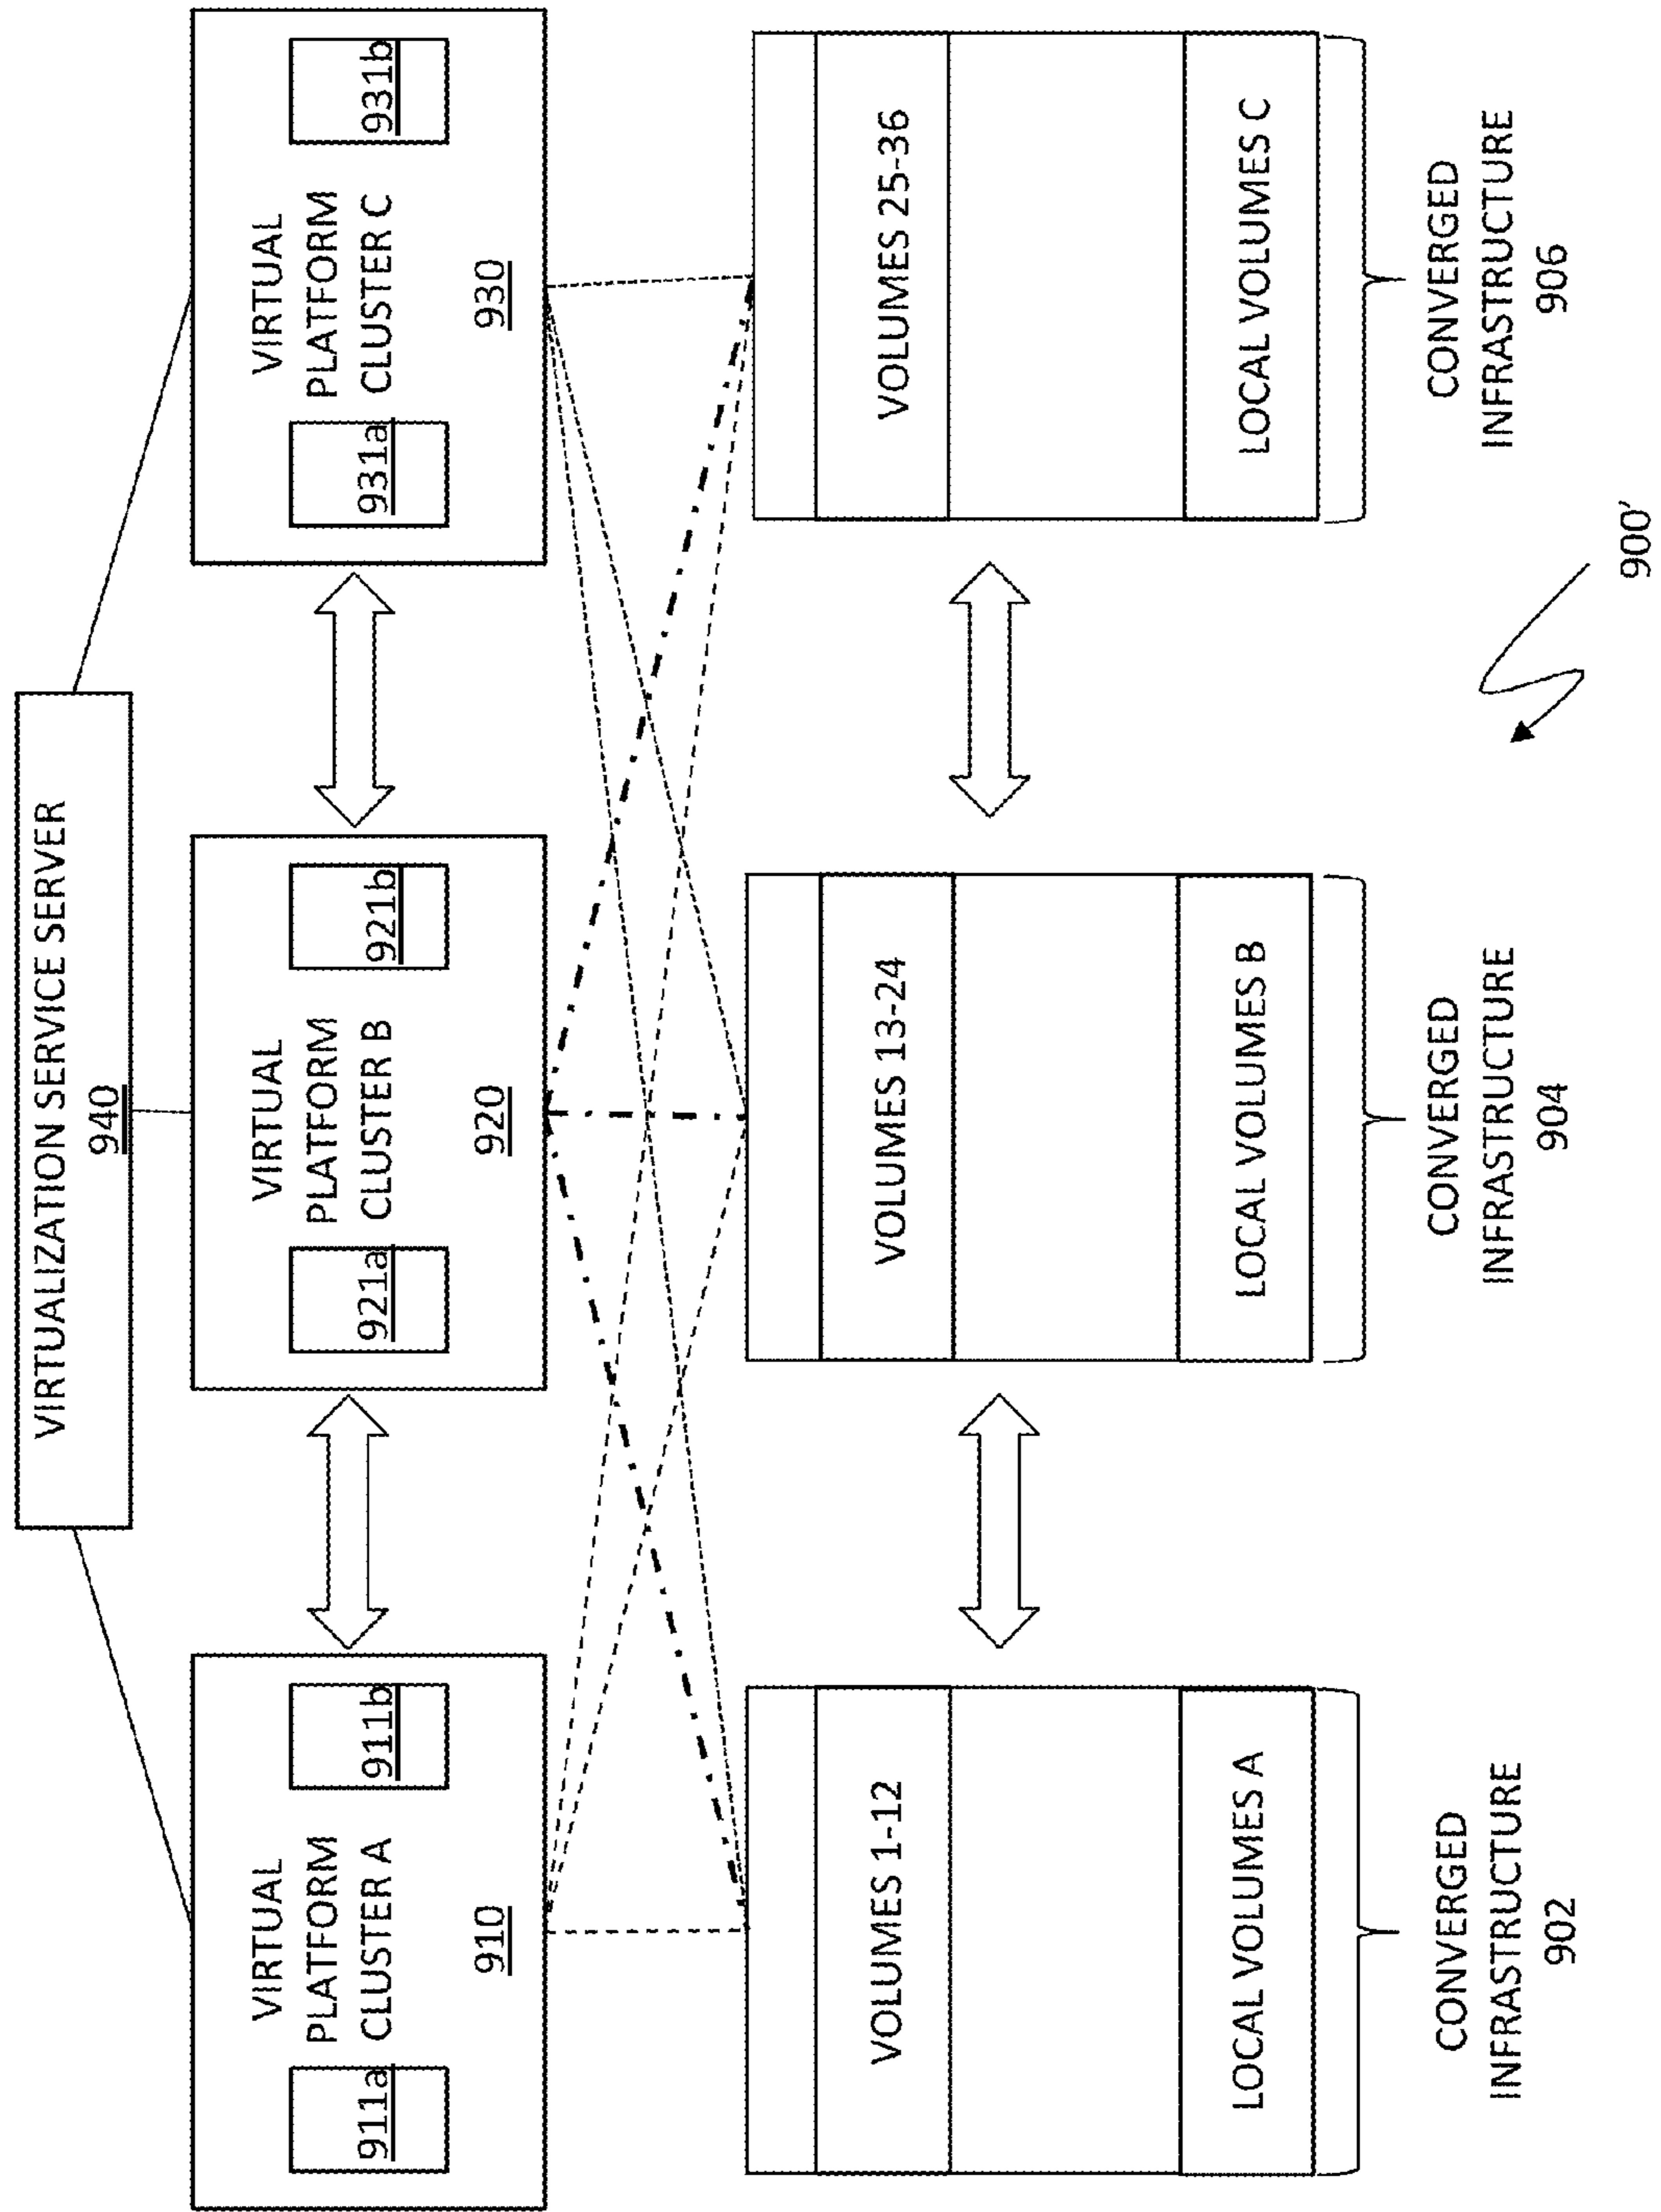 VIRTUALIZATION SERVICE SERVER
940
VIRTUAL
PLATFORM
CLUSTER A
911a
911b
910
VIRTUAL
PLATFORM
CLUSTER B
921a
921b
920
VIRTUAL
PLATFORM
CLUSTER C
931a
931b
930
VOLUMES 1-12
LOCAL VOLUMES A
CONVERGED
INFRASTRUCTURE
902
VOLUMES 13-24
LOCAL VOLUMES B
CONVERGED
INFRASTRUCTURE
904
VOLUMES 25-36
LOCAL VOLUMES C
CONVERGED
INFRASTRUCTURE
906
900'